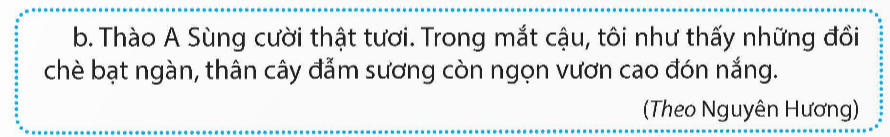 b. Thào A Sùng cười thật tươi. Trong mắt cậu, tôi như thấy những đồi
chè bạt ngàn, thân cây đẫm sương còn ngọn vươn cao đón nắng.
(Theo Nguyên Hương)